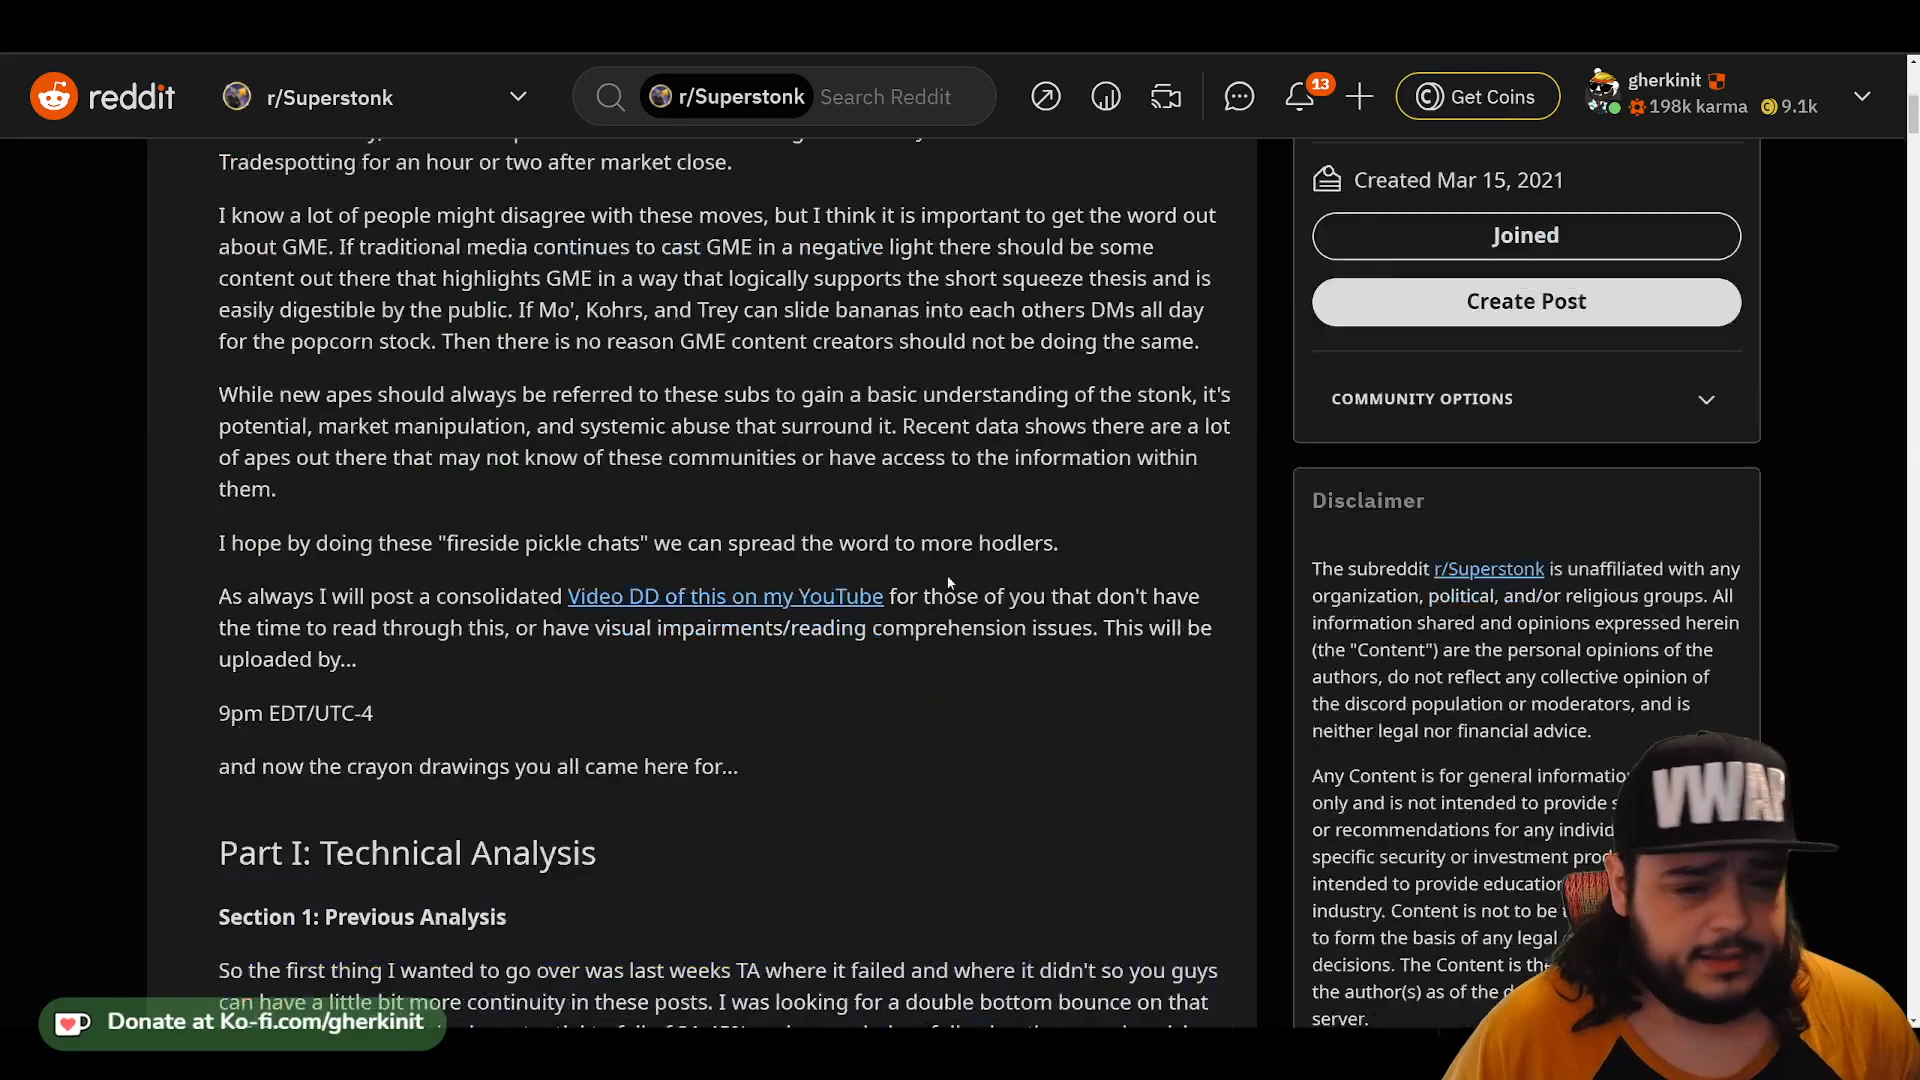 reddit
r/Superstonk
r/Superstonk Search Reddit
13
Get Coins
gherkinit
198k karma 9.1k
Tradespotting for an hour or two after market close.
I know a lot of people might disagree with these moves, but I think it is important to get the word out
about GME. If traditional media continues to cast GME in a negative light there should be some
content out there that highlights GME in a way that logically supports the short squeeze thesis and is
easily digestible by the public. If Mo', Kohrs, and Trey can slide bananas into each others DMs all day
for the popcorn stock. Then there is no reason GME content creators should not be doing the same.
While new apes should always be referred to these subs to gain a basic understanding of the stonk, it's
potential, market manipulation, and systemic abuse that surround it. Recent data shows there are a lot
of apes out there that may not know of these communities or have access to the information within
them.
I hope by doing these "fireside pickle chats" we can spread the word to more hodlers.
As always I will post a consolidated Video DD of this on my YouTube for those of you that don't have
the time to read through this, or have visual impairments/reading comprehension issues. This will be
uploaded by...
9pm EDT/UTC-4
and now the crayon drawings you all came here for...
Part I: Technical Analysis
Section 1: Previous Analysis
So the first thing I wanted to go over was last weeks TA where it failed and where it didn't so you guys
can have a little bit more continuity in these posts. I was looking for a double bottom bounce on that
Donate at Ko-fi.com/gherkinit
Created Mar 15, 2021
Joined
Create Post
COMMUNITY OPTIONS
Disclaimer
The subreddit r/Superstonk is unaffiliated with any
organization, political, and/or religious groups. All
information shared and opinions expressed herein
(the "Content") are the personal opinions of the
authors, do not reflect any collective opinion of
the discord population or moderators, and is
neither legal nor financial advice.
Any Content is for general informatio
only and is not intended to provide
or recommendations for any individ
specific security or investment prod
intended to provide education
industry. Content is not to be
to form the basis of any legal
decisions. The Content is the
the author(s) as of the
server.
VWAP